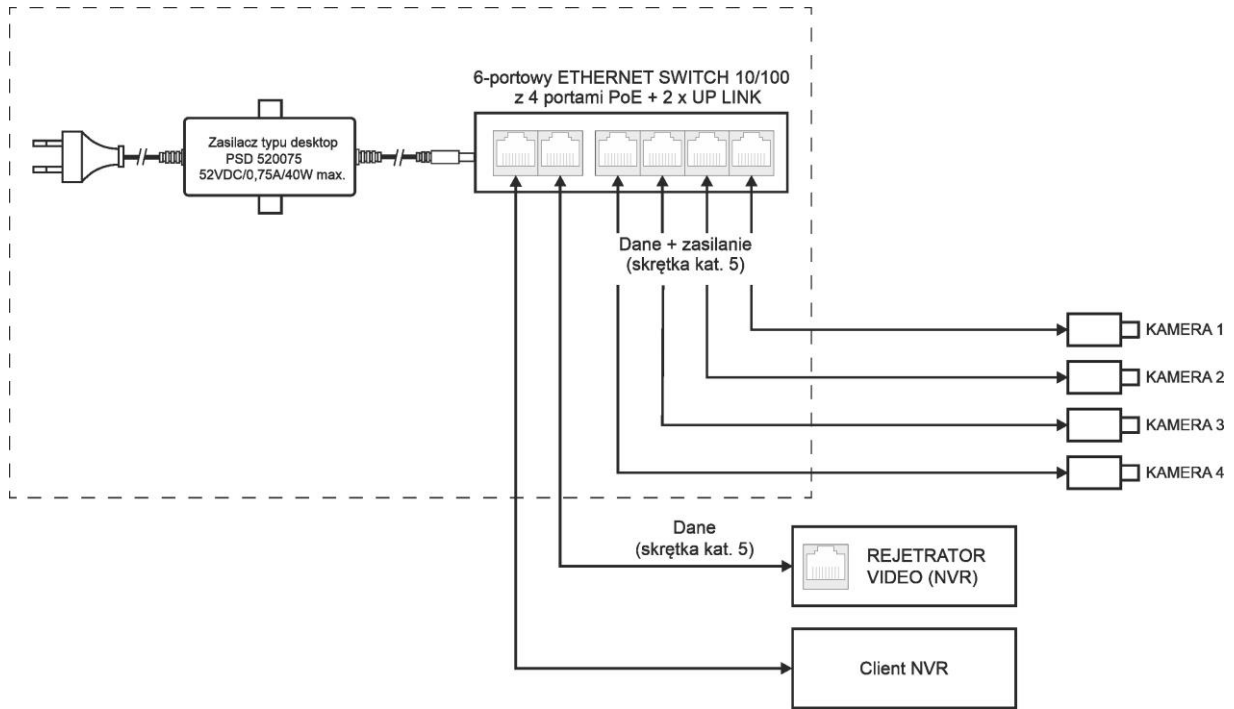 6-portowy ETHERNET SWITCH 10/100
z 4 portami PoE + 2 x UP LINK
Zasilacz typu desktop
PSD 520075
52VDC/0,75A/40W max.
Dane + zasilanie
(skrętka kat. 5)
KAMERA 1
KAMERA 2
KAMERA 3
KAMERA 4
Dane
(skrętka kat. 5)
REJETRATOR
VIDEO (NVR)
Client NVR